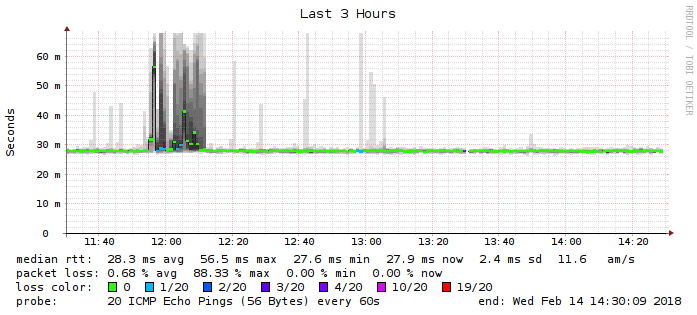 Last 3 Hours
RRDTOOL / TOBI OETIKER
Seconds
60 m
50 m
40 m
30 m
20 m
10 m
0
11:40 12:00 12:20 12:40 13:00 13:20 13:40 14:00 14:20
median rtt: 28.3 ms avg 56.5 ms max 27.6 ms min 27.9 ms now 2.4 ms sd 11.6 am/s
packet loss: 0.68 % avg 88.33 % max 0.00 % min 0.00 % now
loss color: 0 1/20 2/20 3/20 4/20 10/20 19/20
probe: 20 ICMP Echo Pings (56 Bytes) every 60s end: Wed Feb 14 14:30:09 2018